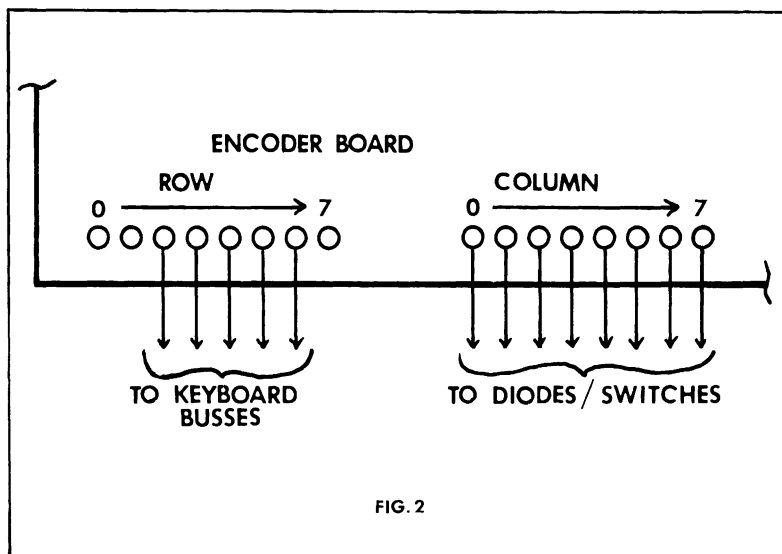 ENCODER BOARD
ROW
COLUMN
0 7
0 7
TO KEYBOARD
BUSSES
TO DIODES / SWITCHES
FIG. 2